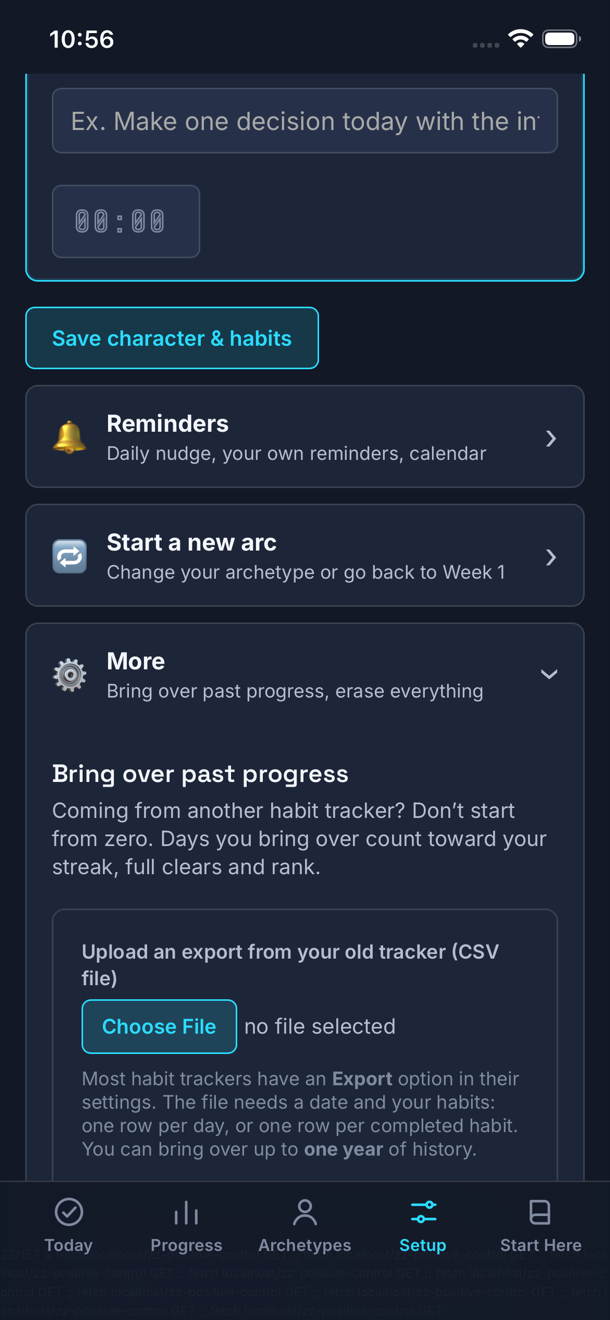 10:56
Ex. Make one decision today with the in
00:00
Save character & habits
Reminders
Daily nudge, your own reminders, calendar
Start a new arc
Change your archetype or go back to Week 1
More
Bring over past progress, erase everything
Bring over past progress
Coming from another habit tracker? Don’t start
from zero. Days you bring over count toward your
streak, full clears and rank.
Upload an export from your old tracker (CSV
file)
Choose File no file selected
Most habit trackers have an Export option in their
settings. The file needs a date and your habits:
one row per day, or one row per completed habit.
You can bring over up to one year of history.
Today Progress Archetypes Setup Start Here